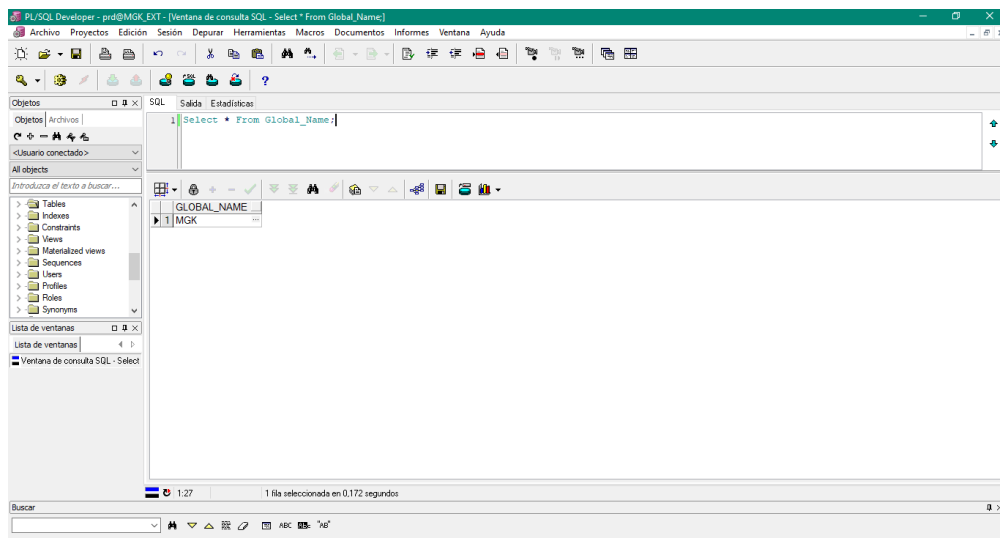 PL/SQL Developer - prd@MGK_EXT - [Ventana de consulta SQL - Select * From Global_Name;]
Archivo Proyectos Edición Sesión Depurar Herramientas Macros Documentos Informes Ventana Ayuda
Objetos
SQL Salida Estadísticas
Objetos Archivos
1 Select * From Global_Name;
<Usuario conectado>
All objects
Introduzca el texto a buscar...
Tables
Indexes
Constraints
Views
Materialized views
Sequences
Users
Profiles
Roles
Synonyms
GLOBAL_NAME
1 MGK ...
Lista de ventanas
Lista de ventanas
Ventana de consulta SQL - Select
1:27 1 fila seleccionada en 0,172 segundos
Buscar
ABC "AB"